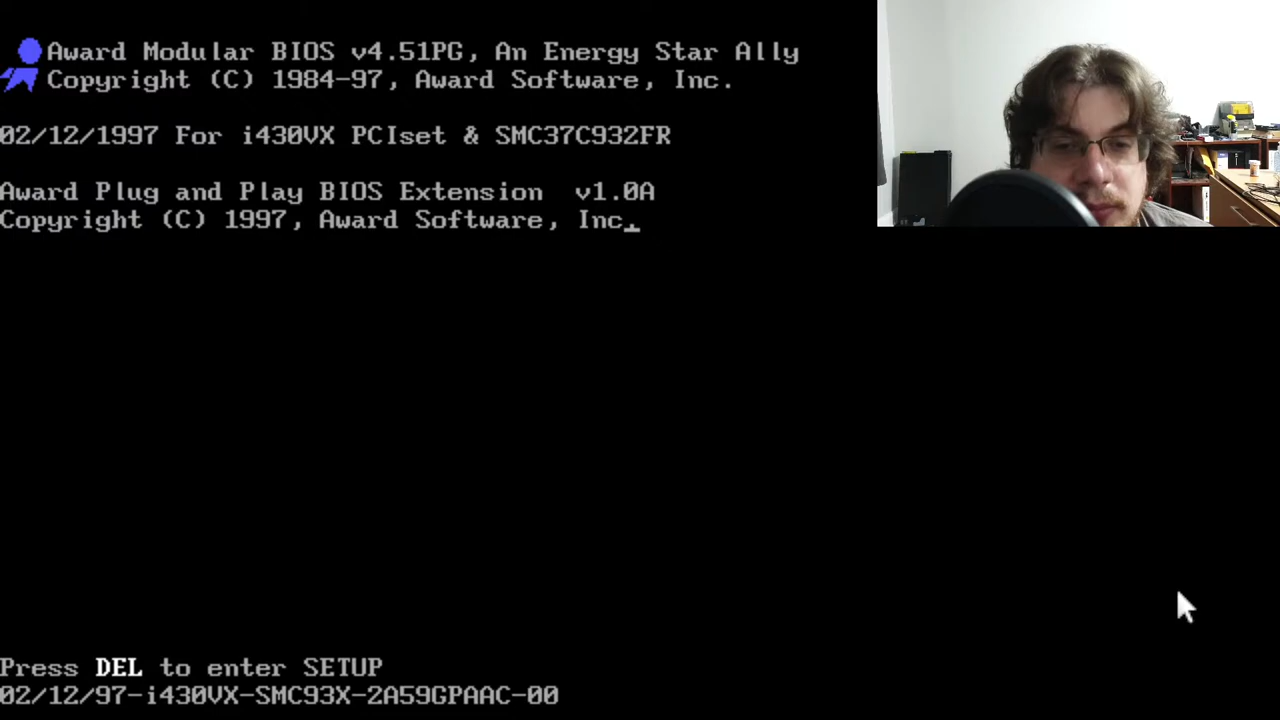 Award Modular BIOS v4.51PG, An Energy Star Ally
Copyright (C) 1984-97, Award Software, Inc.
02/12/1997 For i430VX PCIset & SMC37C932FR
Award Plug and Play BIOS Extension v1.0A
Copyright (C) 1997, Award Software, Inc.
Press DEL to enter SETUP
02/12/97-i430VX-SMC93X-2A59GPAAC-00